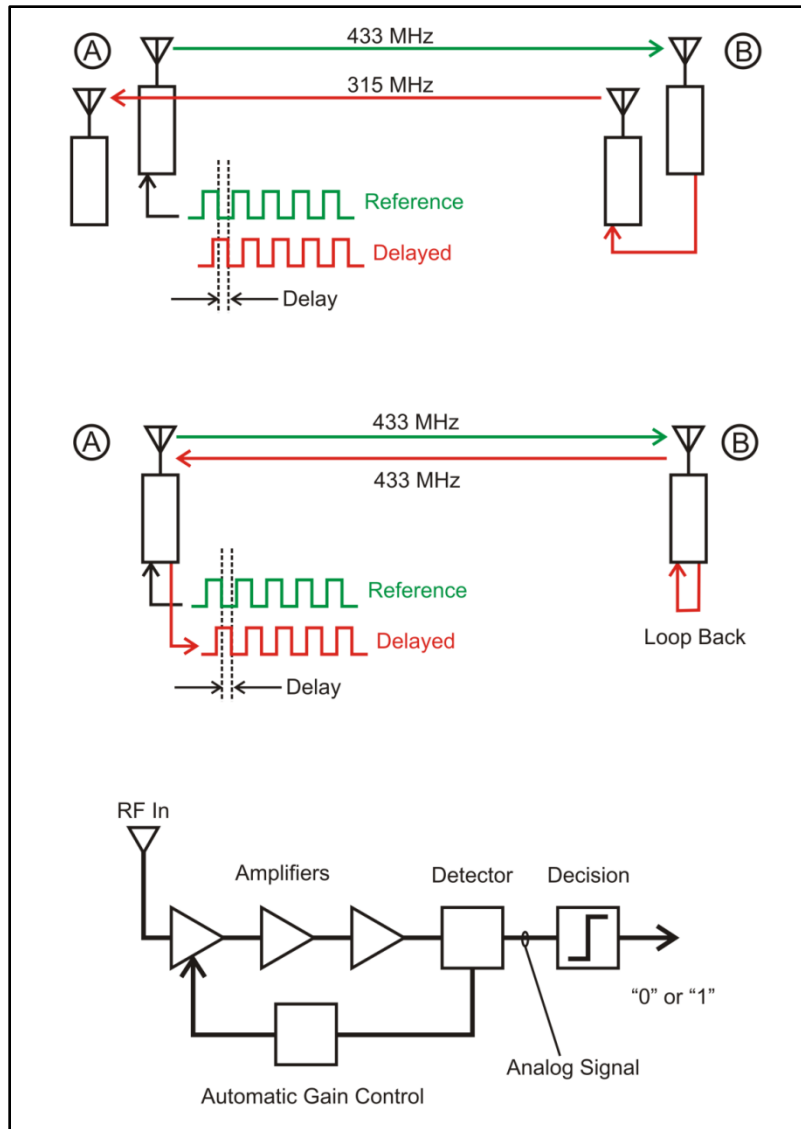 A
433 MHz
B
315 MHz
Reference
Delayed
Delay
A
433 MHz
B
433 MHz
Reference
Delayed
Loop Back
Delay
RF In
Amplifiers
Detector
Decision
“0” or “1”
Analog Signal
Automatic Gain Control